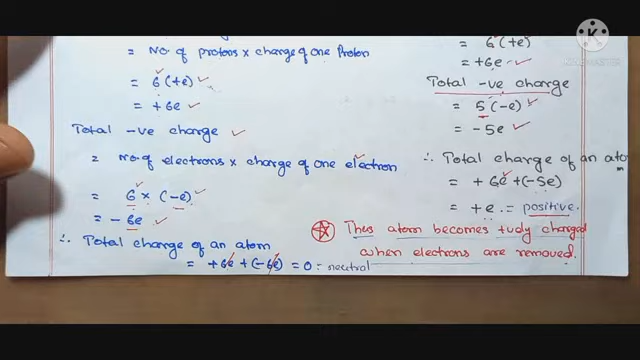 = No. of protons × charge of one Proton
= 6 (+e)
= +6e
Total -ve charge
= No. of electrons × charge of one electron
= 6 × (-e)
= - 6e
∴ Total charge of an atom
= +6e + (-6e) = 0 = neutral
= 6 (+e)
= +6e
Total -ve charge
= 5 (-e)
= -5e
∴ Total charge of an atom
= + 6e + (-5e)
= +e = positive.
Thus atom becomes +vely charged
when electrons are removed.